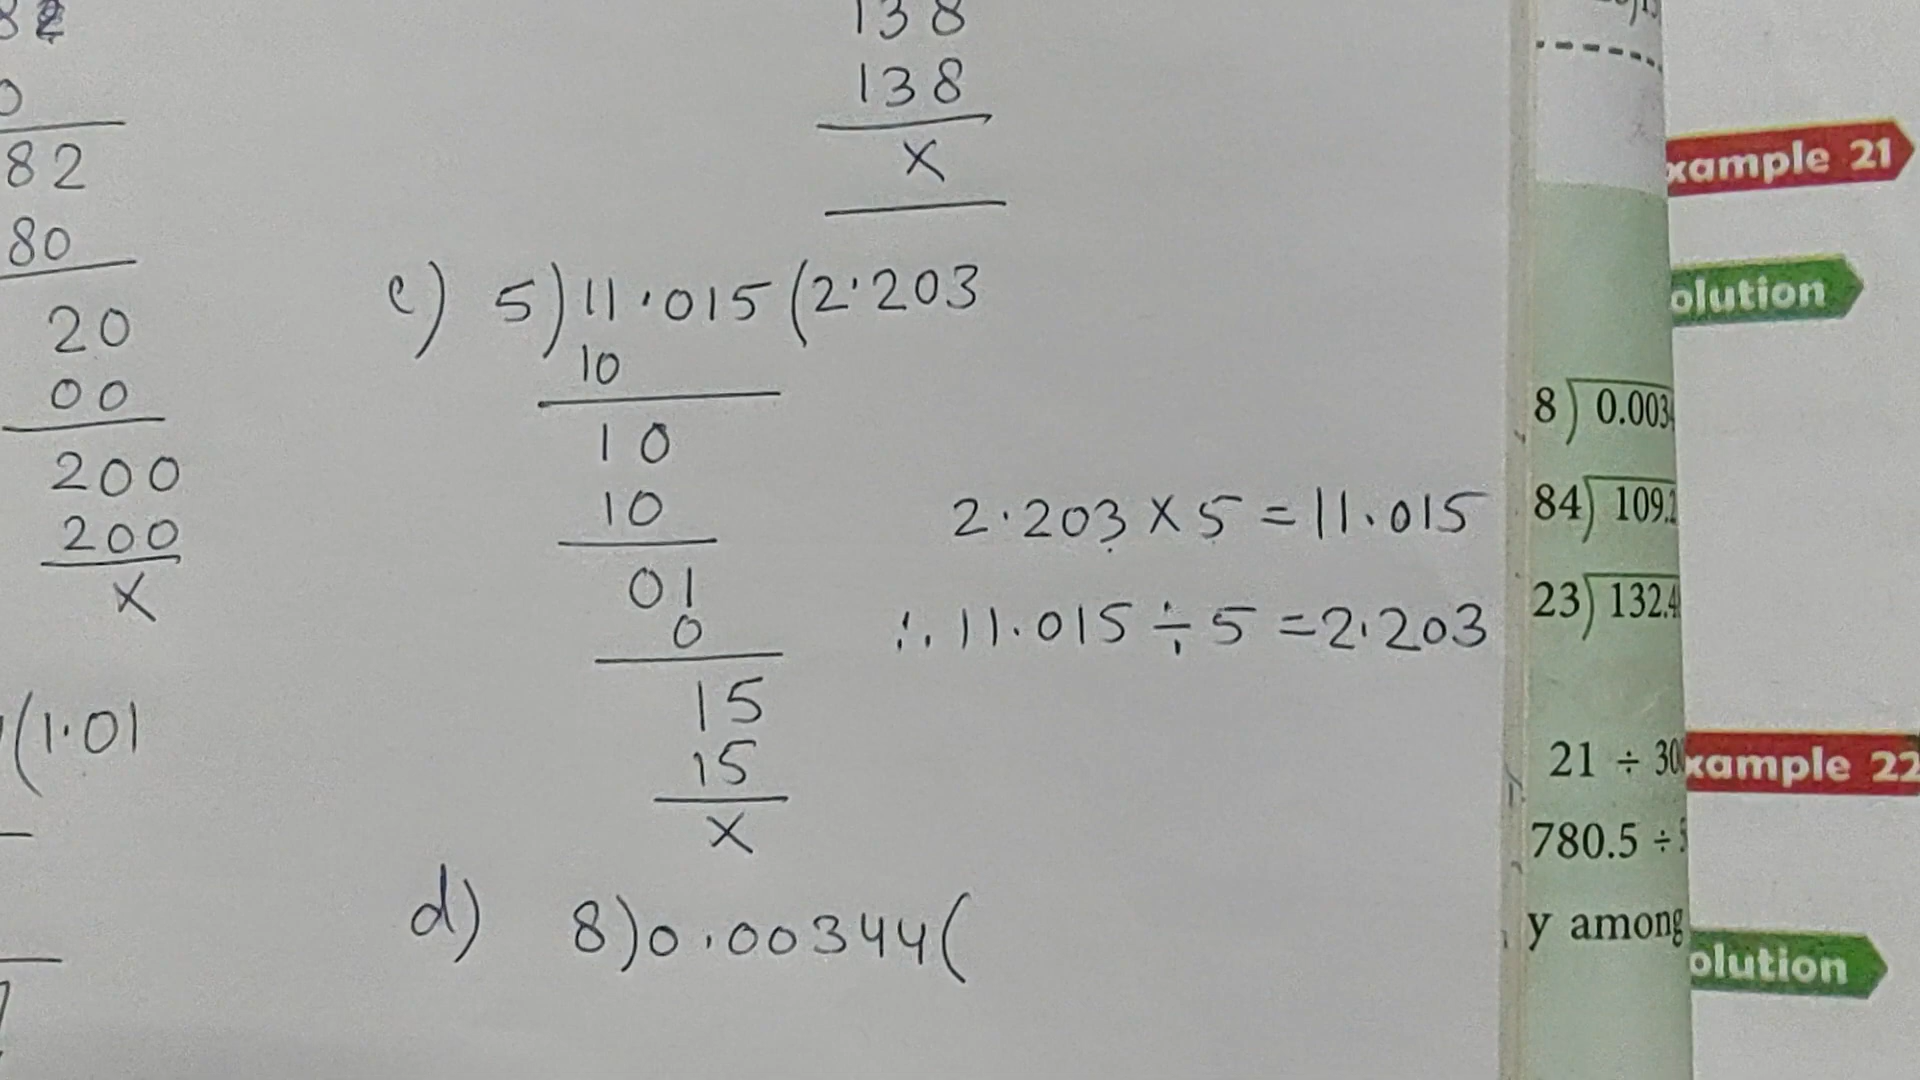 82
80
20
00
200
200
x
(1.01
138
138
x
c) 5)11.015(2.203
10
10
10
01
0
15
15
x
2.203 x 5 = 11.015
∴ 11.015 ÷ 5 = 2.203
d) 8)0.00344(
8)0.003
84)109.
23)132.4
21 ÷ 30
780.5 ÷
y among
xample 21
olution
xample 22
olution